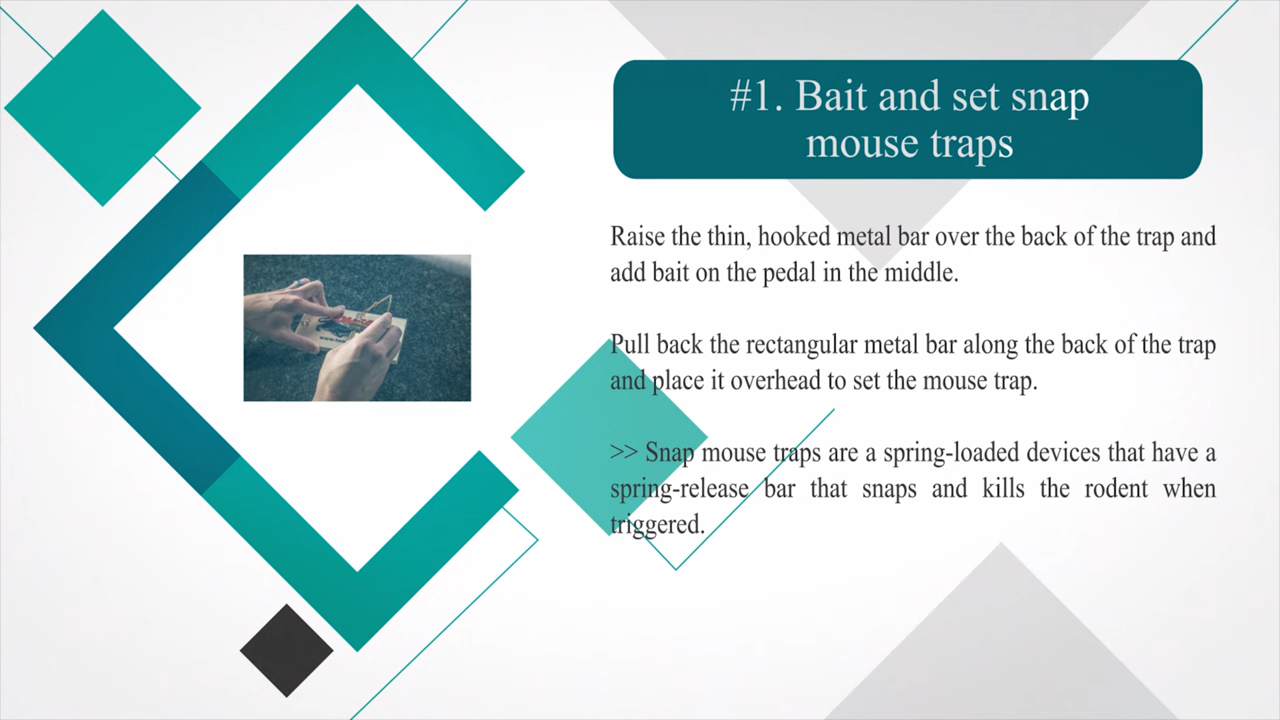 #1. Bait and set snap
mouse traps
Raise the thin, hooked metal bar over the back of the trap and
add bait on the pedal in the middle.
Pull back the rectangular metal bar along the back of the trap
and place it overhead to set the mouse trap.
>> Snap mouse traps are a spring-loaded devices that have a
spring-release bar that snaps and kills the rodent when
triggered.